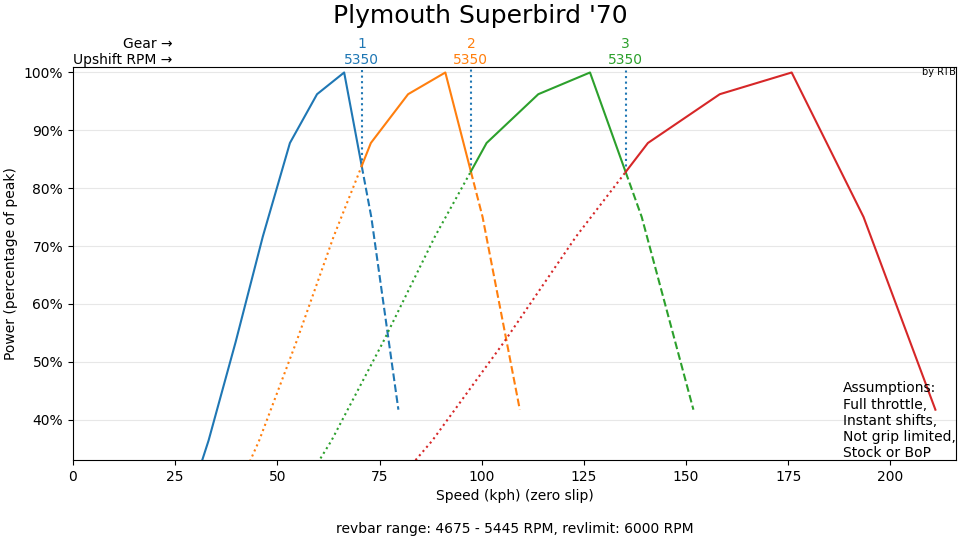 Plymouth Superbird '70
Gear → 1 2 3
Upshift RPM → 5350 5350 5350
by RTB
100%
90%
80%
70%
60%
50%
40%
Power (percentage of peak)
Assumptions:
Full throttle,
Instant shifts,
Not grip limited,
Stock or BoP
0 25 50 75 100 125 150 175 200
Speed (kph) (zero slip)
revbar range: 4675 - 5445 RPM, revlimit: 6000 RPM